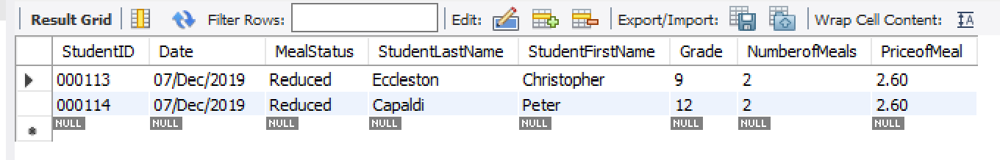 Result Grid Filter Rows: Edit: Export/Import: Wrap Cell Content: IA
StudentID Date MealStatus StudentLastName StudentFirstName Grade NumberofMeals PriceofMeal
000113 07/Dec/2019 Reduced Eccleston Christopher 9 2 2.60
000114 07/Dec/2019 Reduced Capaldi Peter 12 2 2.60
NULL NULL NULL NULL NULL NULL NULL NULL